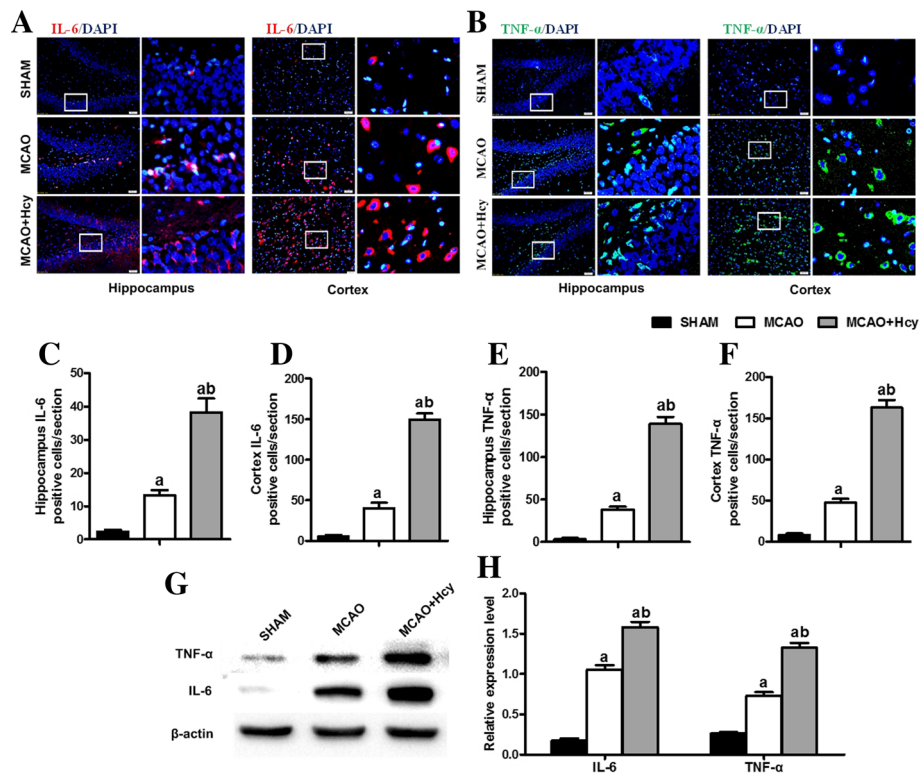 A
IL-6/DAPI
IL-6/DAPI
SHAM
MCAO
MCAO+Hcy
Hippocampus
Cortex
B
TNF-α/DAPI
TNF-α/DAPI
SHAM
MCAO
MCAO+Hcy
Hippocampus
Cortex
SHAM
MCAO
MCAO+Hcy
C
Hippocampus IL-6
positive cells/section
60
40
30
20
10
0
a
ab
D
Cortex IL-6
positive cells/section
200
150
100
50
0
a
ab
E
Hippocampus TNF-α
positive cells/section
200
150
100
50
0
a
ab
F
Cortex TNF-α
positive cells/section
200
150
100
50
0
a
ab
G
SHAM
MCAO
MCAO+Hcy
TNF-α
IL-6
β-actin
H
Relative expression level
2.0
1.5
1.0
0.5
0.0
a
ab
a
ab
IL-6
TNF-α